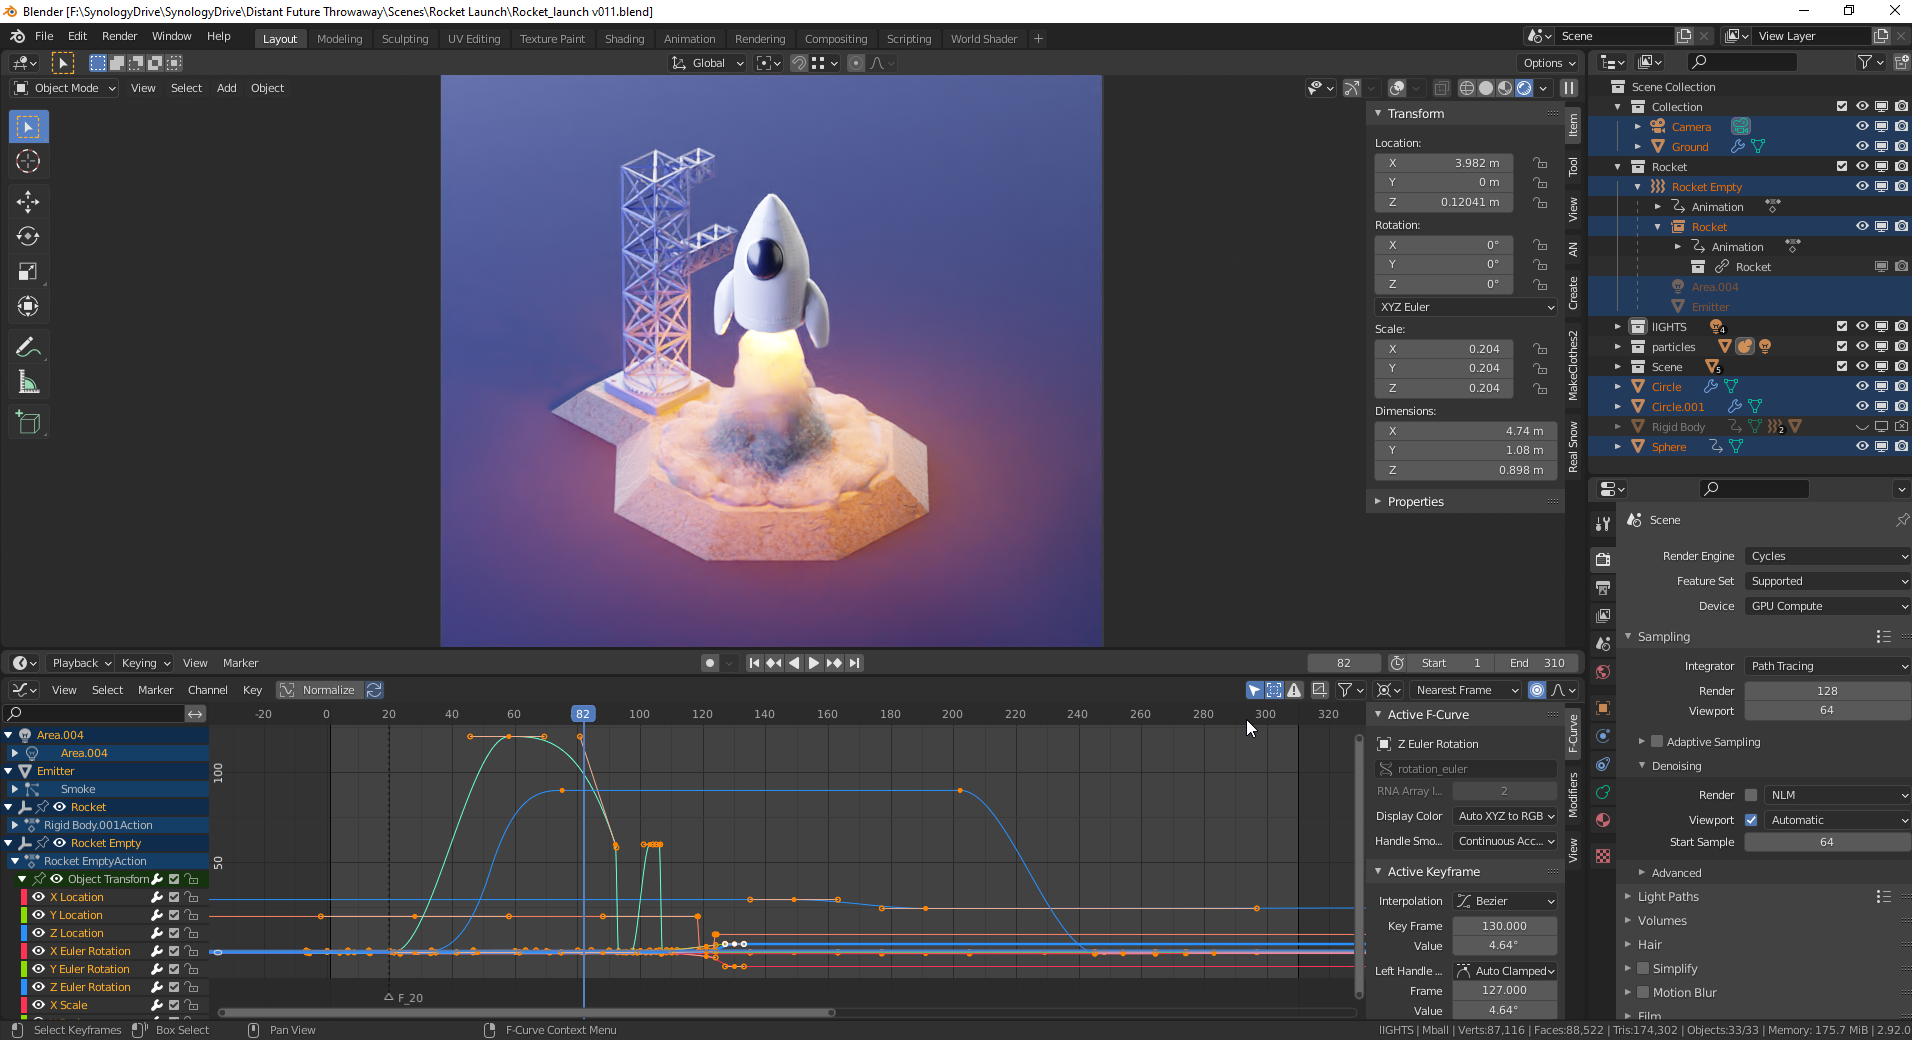 Blender [F:\SynologyDrive\SynologyDrive\Distant Future Throwaway\Scenes\Rocket Launch\Rocket_launch v011.blend]
File Edit Render Window Help
Layout Modeling Sculpting UV Editing Texture Paint Shading Animation Rendering Compositing Scripting World Shader +
Scene View Layer
Global Options
Object Mode View Select Add Object
Transform
Location:
X 3.982 m
Y 0 m
Z 0.12041 m
Rotation:
X 0°
Y 0°
Z 0°
XYZ Euler
Scale:
X 0.204
Y 0.204
Z 0.204
Dimensions:
X 4.74 m
Y 1.08 m
Z 0.898 m
Properties
Item
Tool
View
AN
Create
MakeClothes2
Real Snow
Scene Collection
Collection
Camera
Ground
Rocket
Rocket Empty
Animation
Rocket
Animation
Rocket
Area.004
Emitter
lIGHTS 4
particles
Scene 5
Circle
Circle.001
Rigid Body 2
Sphere
Scene
Render Engine Cycles
Feature Set Supported
Device GPU Compute
Sampling
Integrator Path Tracing
Render 128
Viewport 64
Adaptive Sampling
Denoising
Render NLM
Viewport Automatic
Start Sample 64
Advanced
Light Paths
Volumes
Hair
Simplify
Motion Blur
Film
Playback Keying View Marker
82 Start 1 End 310
View Select Marker Channel Key Normalize Nearest Frame
-20 0 20 40 60 82 100 120 140 160 180 200 220 240 260 280 300 320
100
50
0
F_20
Area.004
Area.004
Emitter
Smoke
Rocket
Rigid Body.001Action
Rocket Empty
Rocket EmptyAction
Object Transforn
X Location
Y Location
Z Location
X Euler Rotation
Y Euler Rotation
Z Euler Rotation
X Scale
Active F-Curve
Z Euler Rotation
rotation_euler
RNA Array I... 2
Display Color Auto XYZ to RGB
Handle Smo... Continuous Acc...
Active Keyframe
Interpolation Bezier
Key Frame 130.000
Value 4.64°
Left Handle ... Auto Clamped
Frame 127.000
Value 4.64°
F-Curve
Modifiers
View
Select Keyframes Box Select Pan View F-Curve Context Menu
lIGHTS | Mball | Verts:87,116 | Faces:88,522 | Tris:174,302 | Objects:33/33 | Memory: 175.7 MiB | 2.92.0